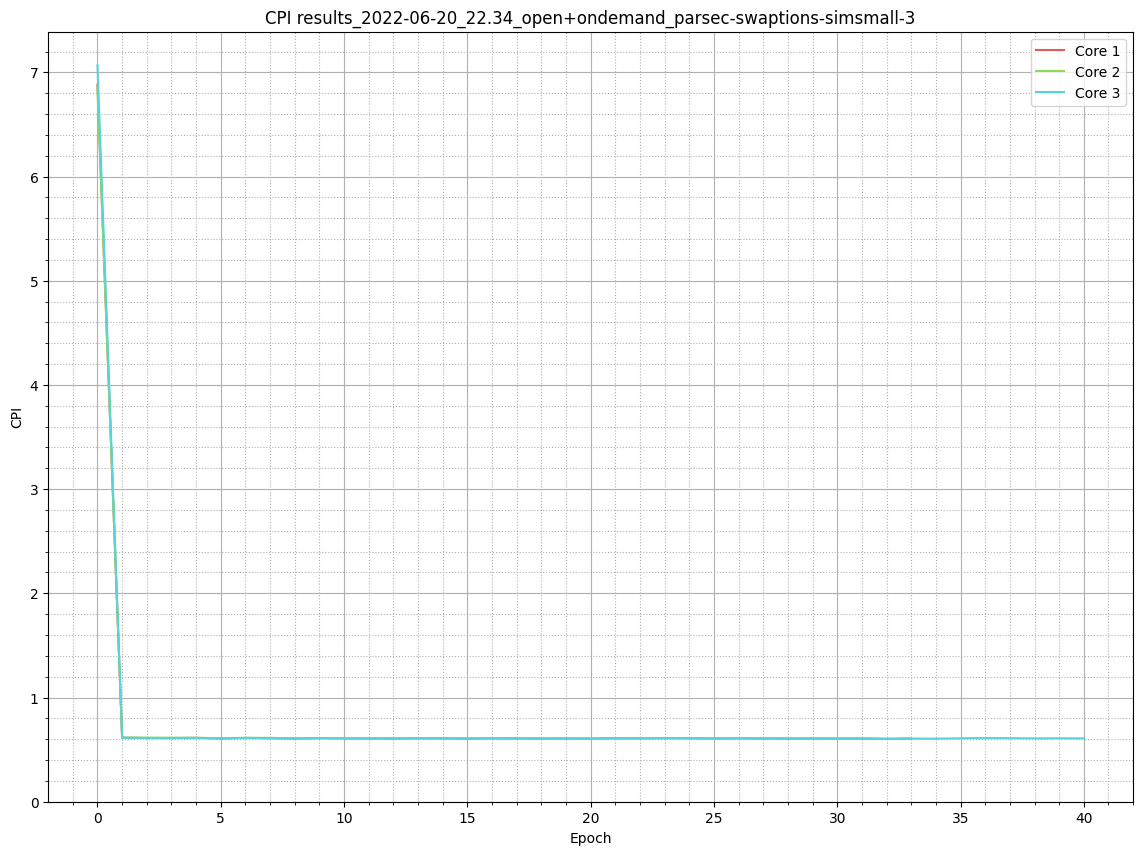 CPI results_2022-06-20_22.34_open+ondemand_parsec-swaptions-simsmall-3
Core 1
Core 2
Core 3
7
6
5
4
3
2
1
0
CPI
0 5 10 15 20 25 30 35 40
Epoch